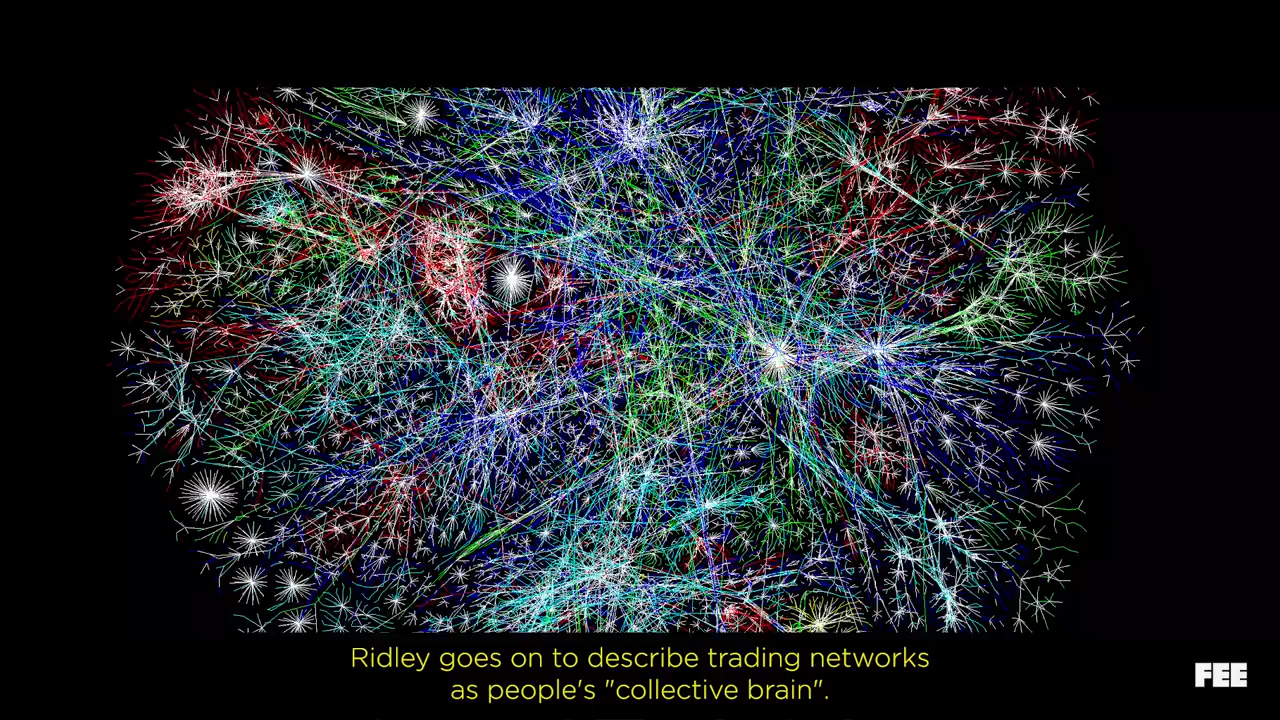 Ridley goes on to describe trading networks
as people's "collective brain".
FEE